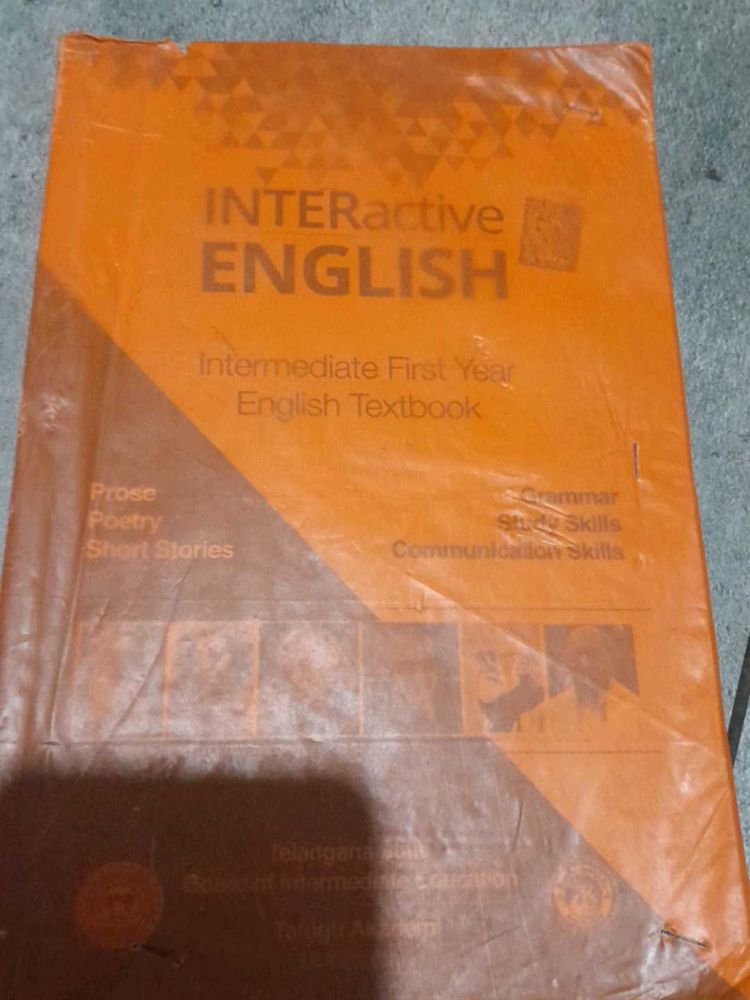 INTERactive
ENGLISH
Intermediate First Year
English Textbook
Prose
Poetry
Short Stories
Grammar
Study Skills
Communication Skills
Telangana State
Board of Intermediate Education
Telugu Akademi